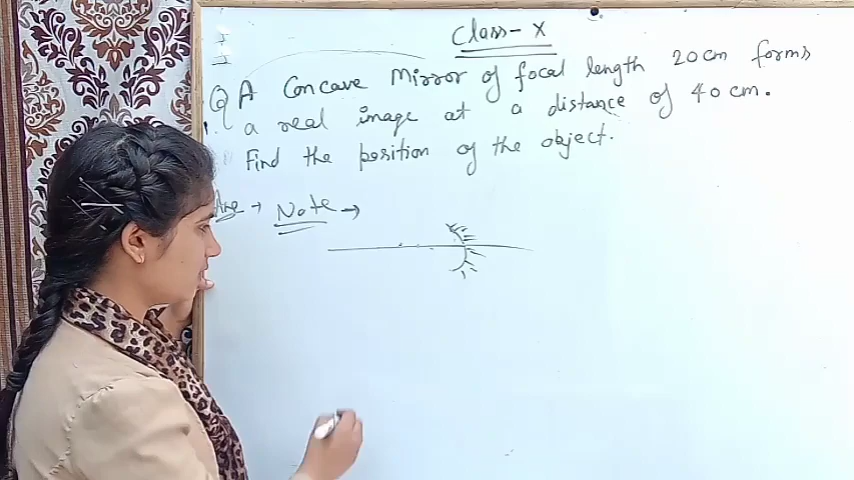 Class - X
Q A Concave Mirror of focal length 20cm forms
1. a real image at a distance of 40 cm.
Find the position of the object.
Ans → Note →